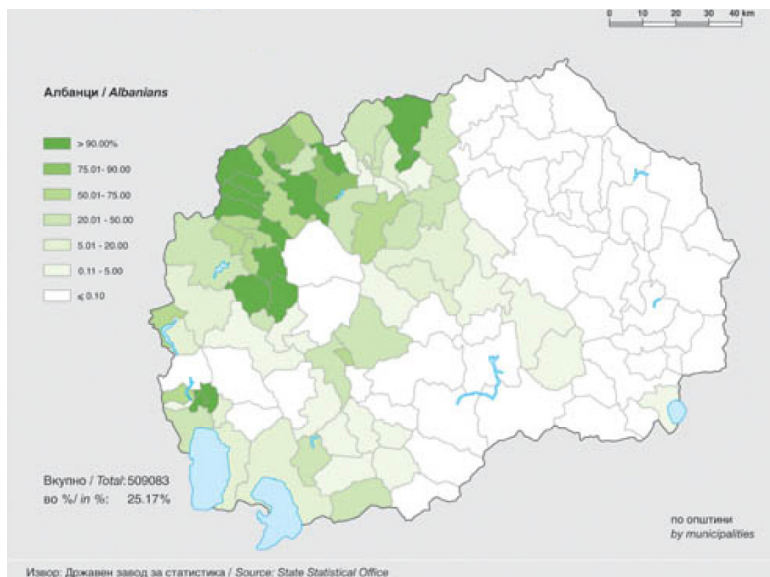 0 10 20 30 40 km
Албанци / Albanians
> 90.00%
75.01- 90.00
50.01- 75.00
20.01 - 50.00
5.01 - 20.00
0.11 - 5.00
⩽ 0.10
Вкупно / Total: 509083
во %/ in %: 25.17%
по општини
by municipalities
Извор: Државен завод за статистика / Source: State Statistical Office